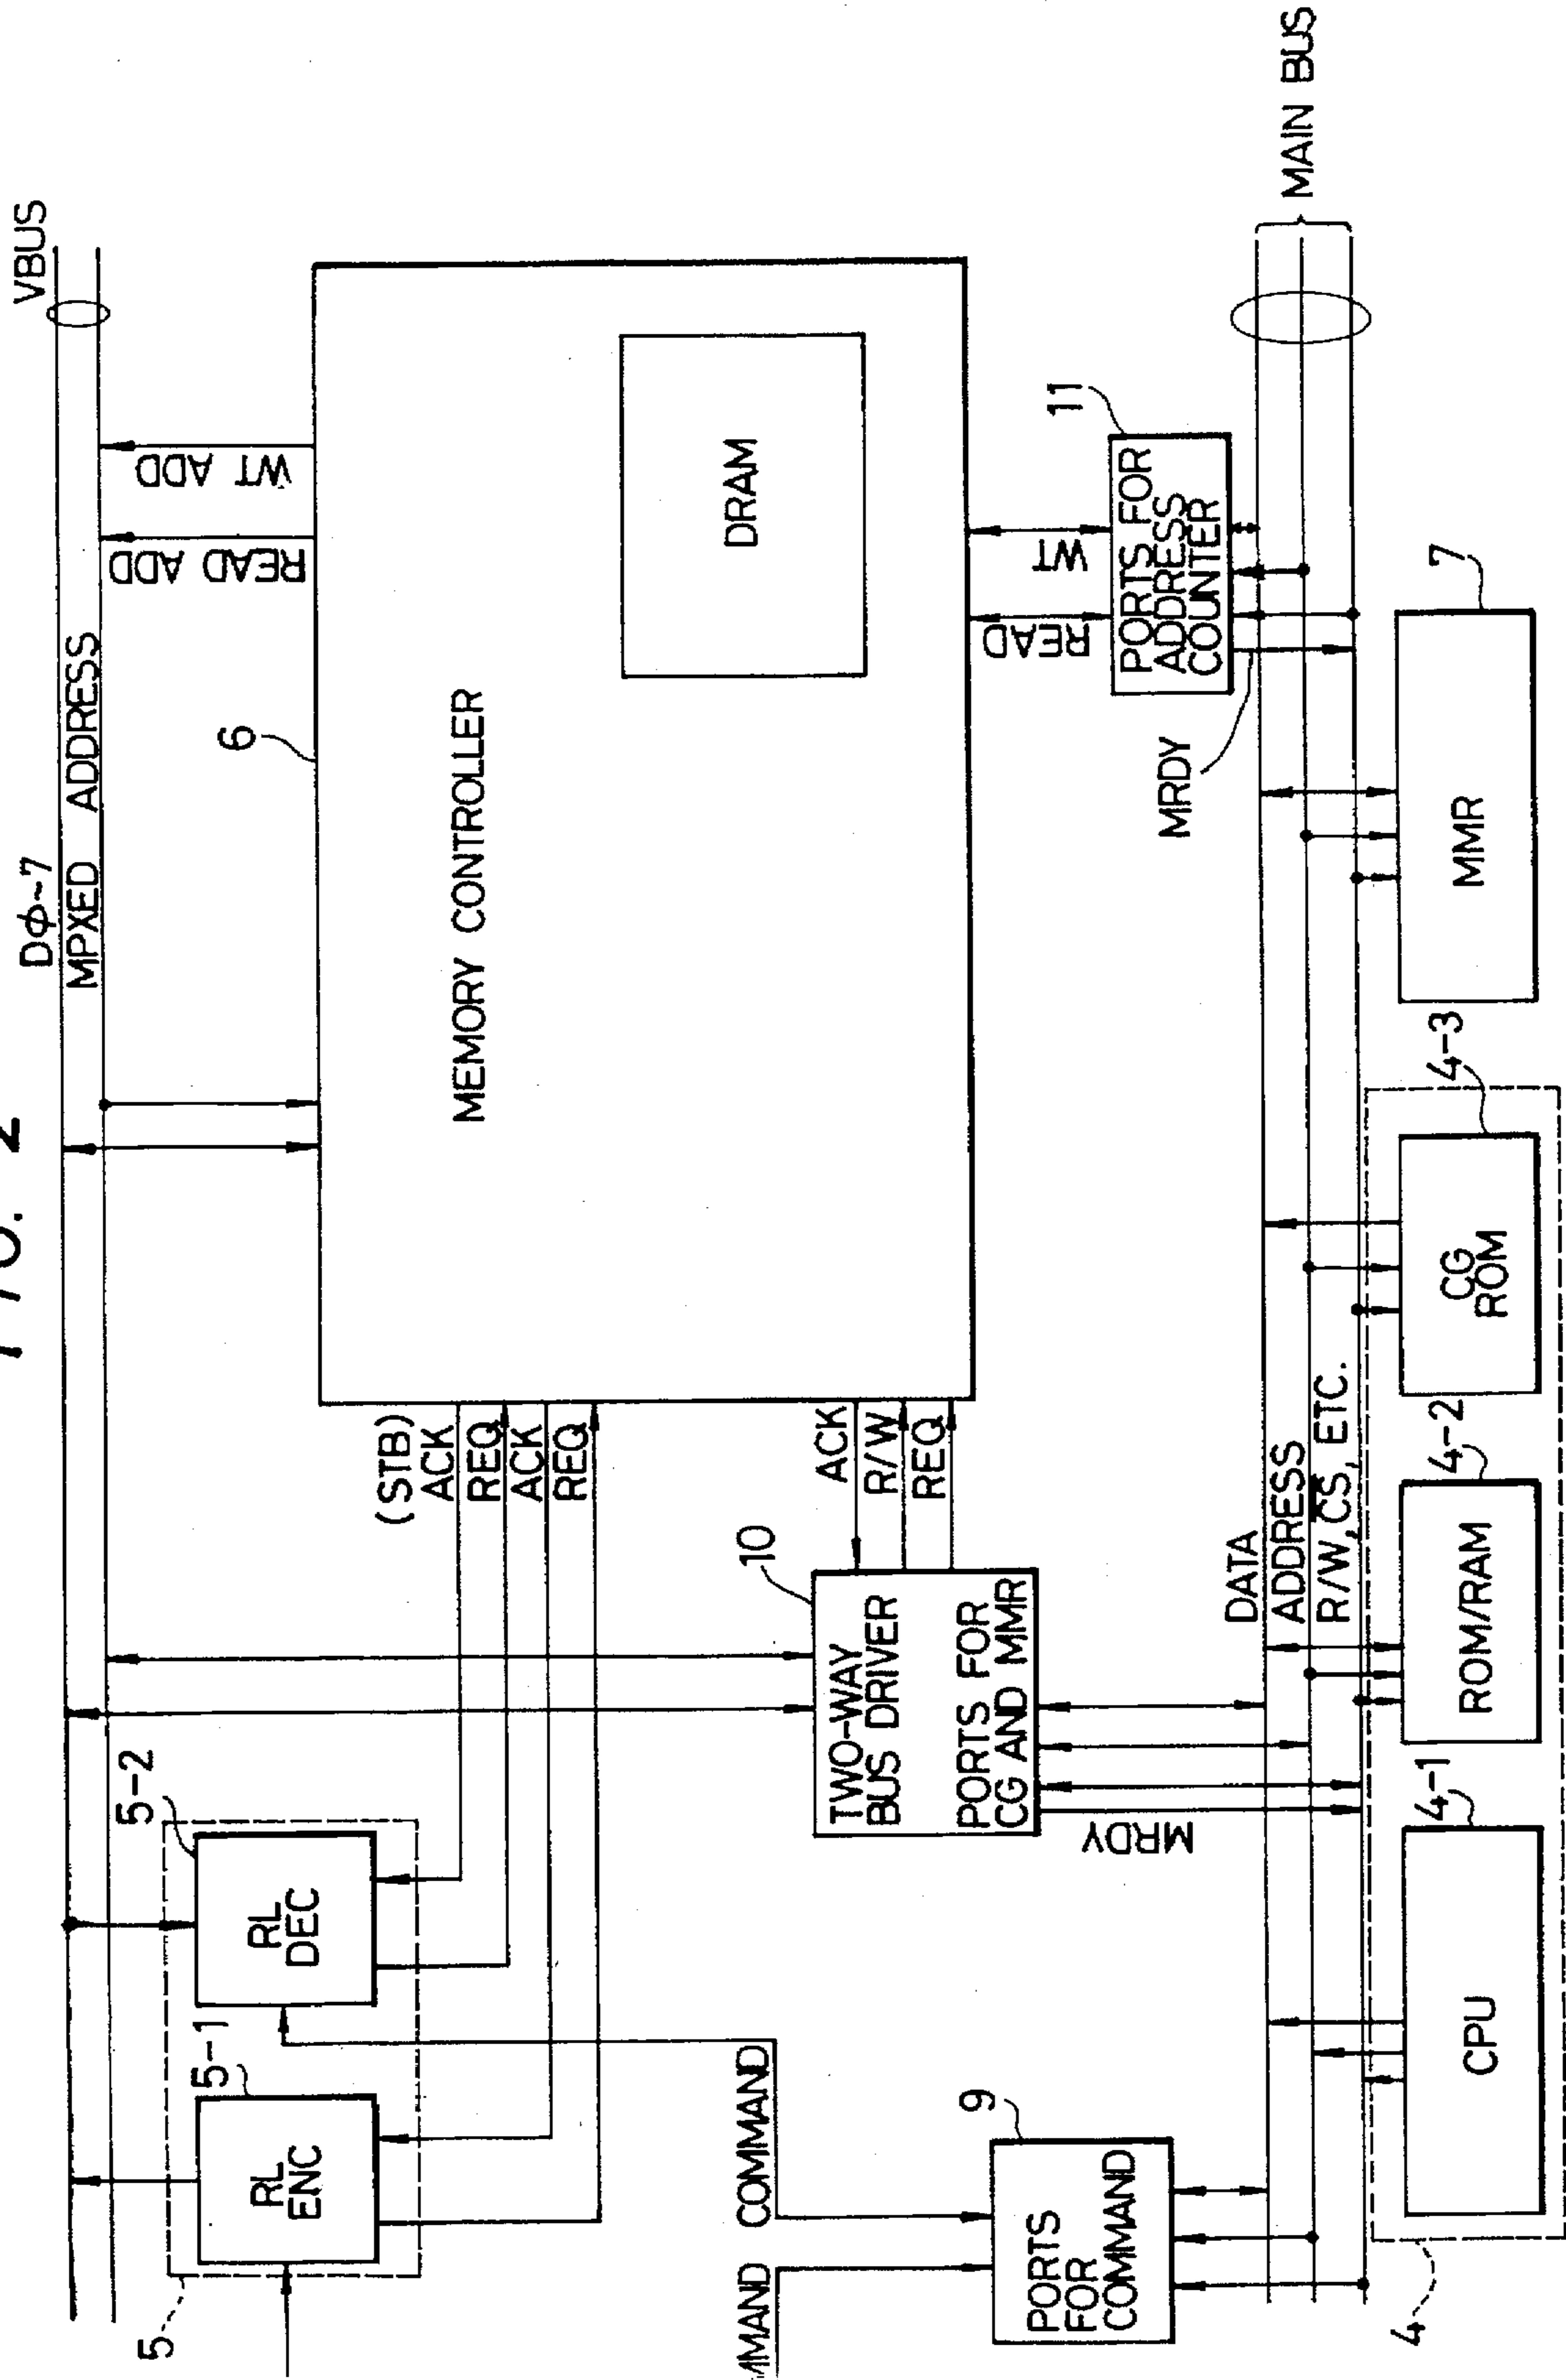 FIG. 2
VBUS
Dφ~7
MPXED ADDRESS
5
5-1
RL
ENC
5-2
RL
DEC
(STB)
ACK
REQ
ACK
REQ
6
MEMORY CONTROLLER
DRAM
READ ADD
WT ADD
ACK
R/W
REQ
10
TWO-WAY
BUS DRIVER
PORTS FOR
CG AND MMR
MRDY
COMMAND
MMAND
9
PORTS
FOR
COMMAND
READ
WT
11
PORTS FOR
ADDRESS
COUNTER
MRDY
DATA
ADDRESS
R/W, C̅S̅, ETC.
MAIN BUS
4
4-1
CPU
4-2
ROM/RAM
4-3
CG
ROM
7
MMR